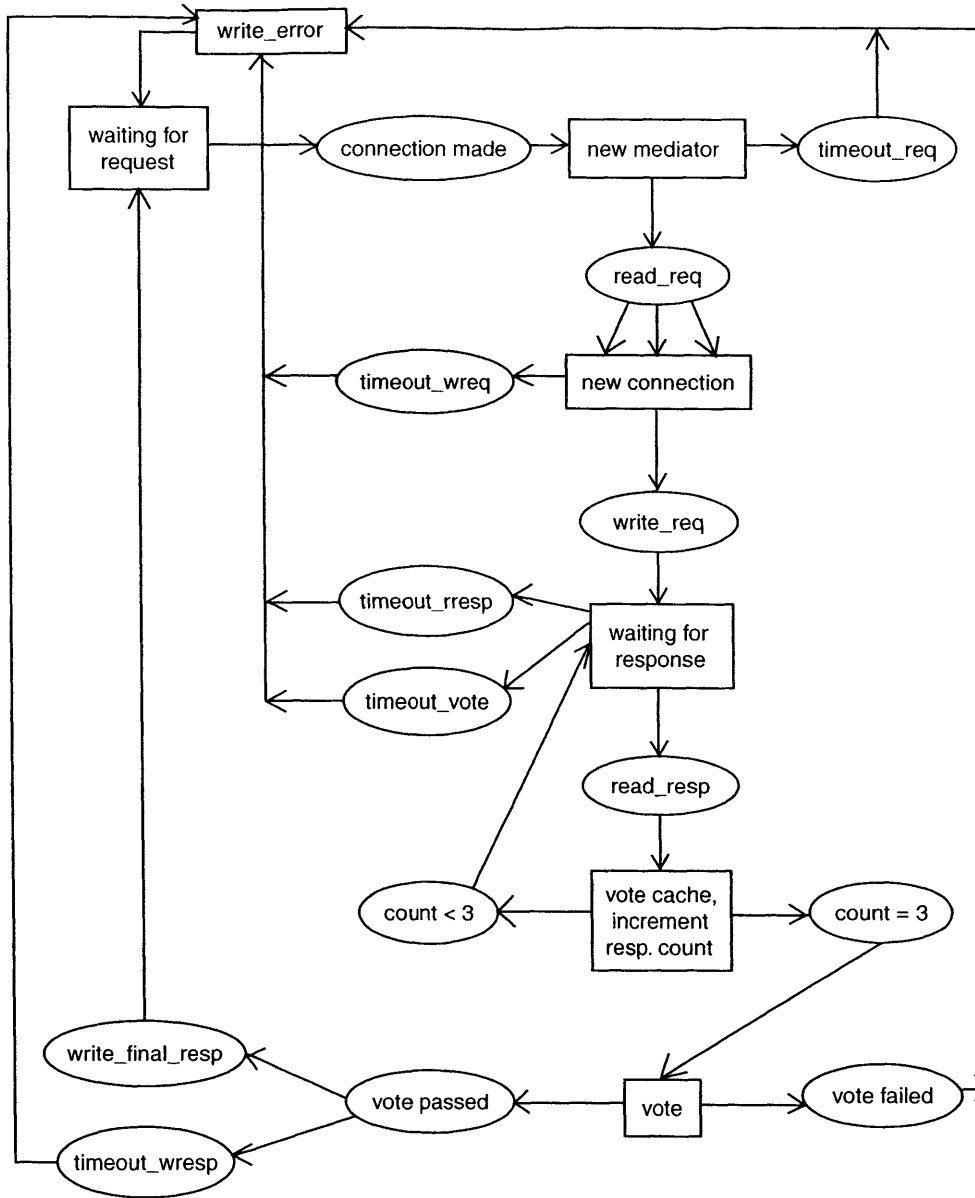 write_error
waiting for
request
connection made
new mediator
timeout_req
read_req
timeout_wreq
new connection
write_req
timeout_rresp
waiting for
response
timeout_vote
read_resp
count < 3
vote cache,
increment
resp. count
count = 3
write_final_resp
vote passed
vote
vote failed
timeout_wresp